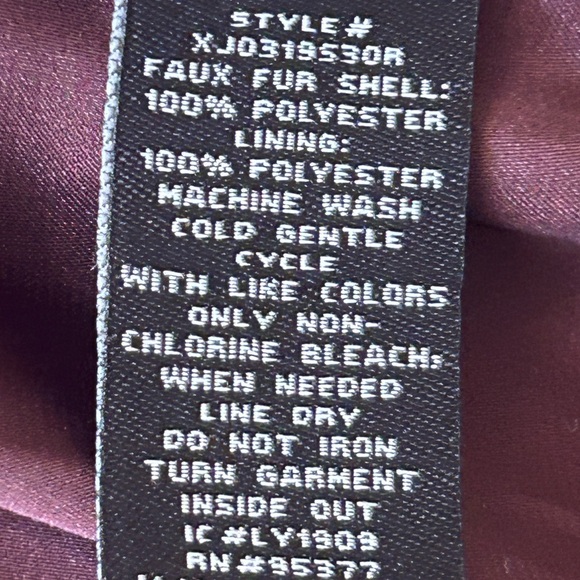 STYLE#
XJ0319530R
FAUX FUR SHELL:
100% POLYESTER
LINING:
100% POLYESTER
MACHINE WASH
COLD GENTLE
CYCLE
WITH LIKE COLORS
ONLY NON-
CHLORINE BLEACH:
WHEN NEEDED
LINE DRY
DO NOT IRON
TURN GARMENT
INSIDE OUT
IC #LY1909
RN #95377